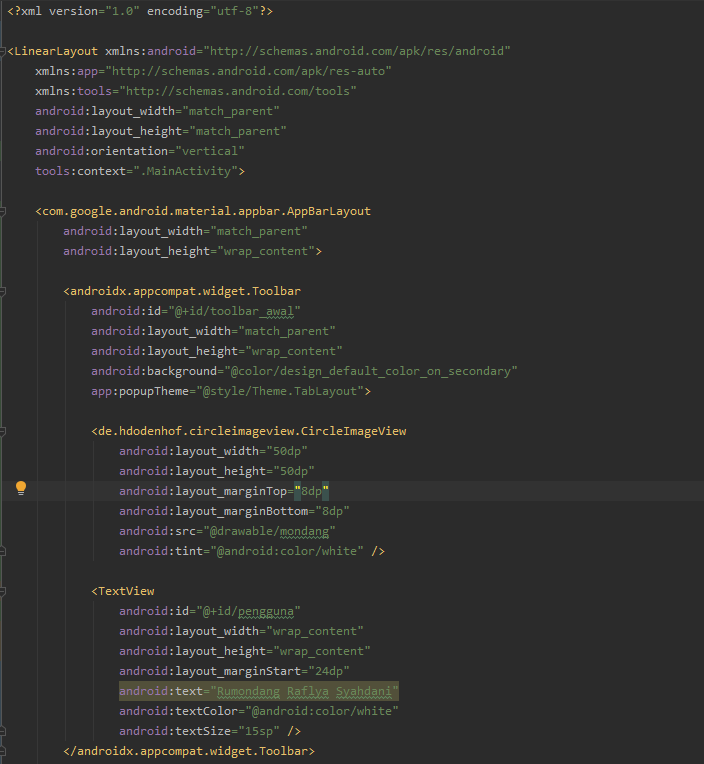 <?xml version="1.0" encoding="utf-8"?>
<LinearLayout xmlns:android="http://schemas.android.com/apk/res/android"
xmlns:app="http://schemas.android.com/apk/res-auto"
xmlns:tools="http://schemas.android.com/tools"
android:layout_width="match_parent"
android:layout_height="match_parent"
android:orientation="vertical"
tools:context=".MainActivity">
<com.google.android.material.appbar.AppBarLayout
android:layout_width="match_parent"
android:layout_height="wrap_content">
<androidx.appcompat.widget.Toolbar
android:id="@+id/toolbar_awal"
android:layout_width="match_parent"
android:layout_height="wrap_content"
android:background="@color/design_default_color_on_secondary"
app:popupTheme="@style/Theme.TabLayout">
<de.hdodenhof.circleimageview.CircleImageView
android:layout_width="50dp"
android:layout_height="50dp"
android:layout_marginTop="8dp"
android:layout_marginBottom="8dp"
android:src="@drawable/mondang"
android:tint="@android:color/white" />
<TextView
android:id="@+id/pengguna"
android:layout_width="wrap_content"
android:layout_height="wrap_content"
android:layout_marginStart="24dp"
android:text="Rumondang Raflya Syahdani"
android:textColor="@android:color/white"
android:textSize="15sp" />
</androidx.appcompat.widget.Toolbar>